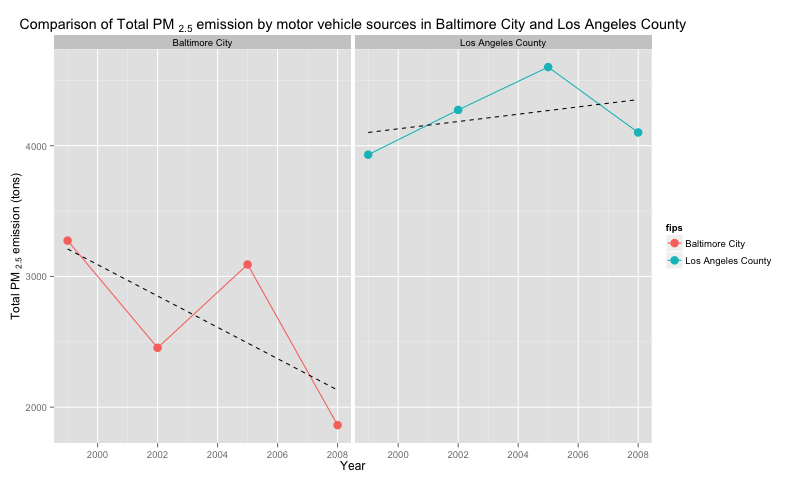 Comparison of Total PM 2.5 emission by motor vehicle sources in Baltimore City and Los Angeles County
Baltimore City
Los Angeles County
Total PM 2.5 emission (tons)
4000
3000
2000
2000
2002
2004
2006
2008
2000
2002
2004
2006
2008
Year
fips
Baltimore City
Los Angeles County